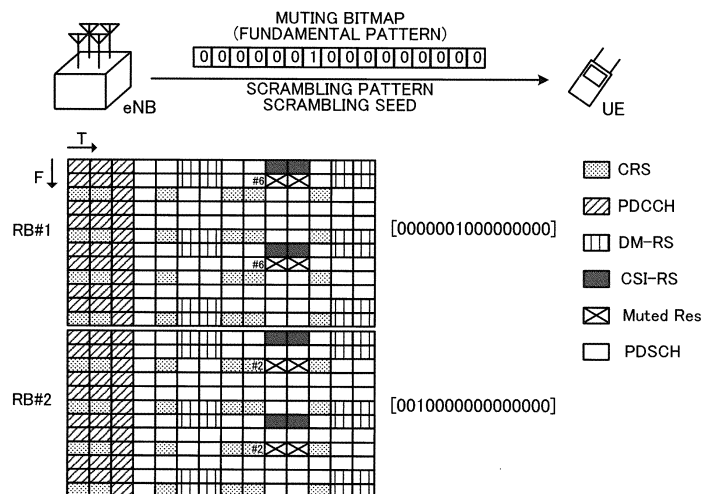 MUTING BITMAP
(FUNDAMENTAL PATTERN)
0 0 0 0 0 0 1 0 0 0 0 0 0 0 0 0
SCRAMBLING PATTERN
SCRAMBLING SEED
eNB
UE
T
F
#6
RB#1
[0000001000000000]
#6
#2
RB#2
[0010000000000000]
#2
CRS
PDCCH
DM-RS
CSI-RS
Muted Res
PDSCH